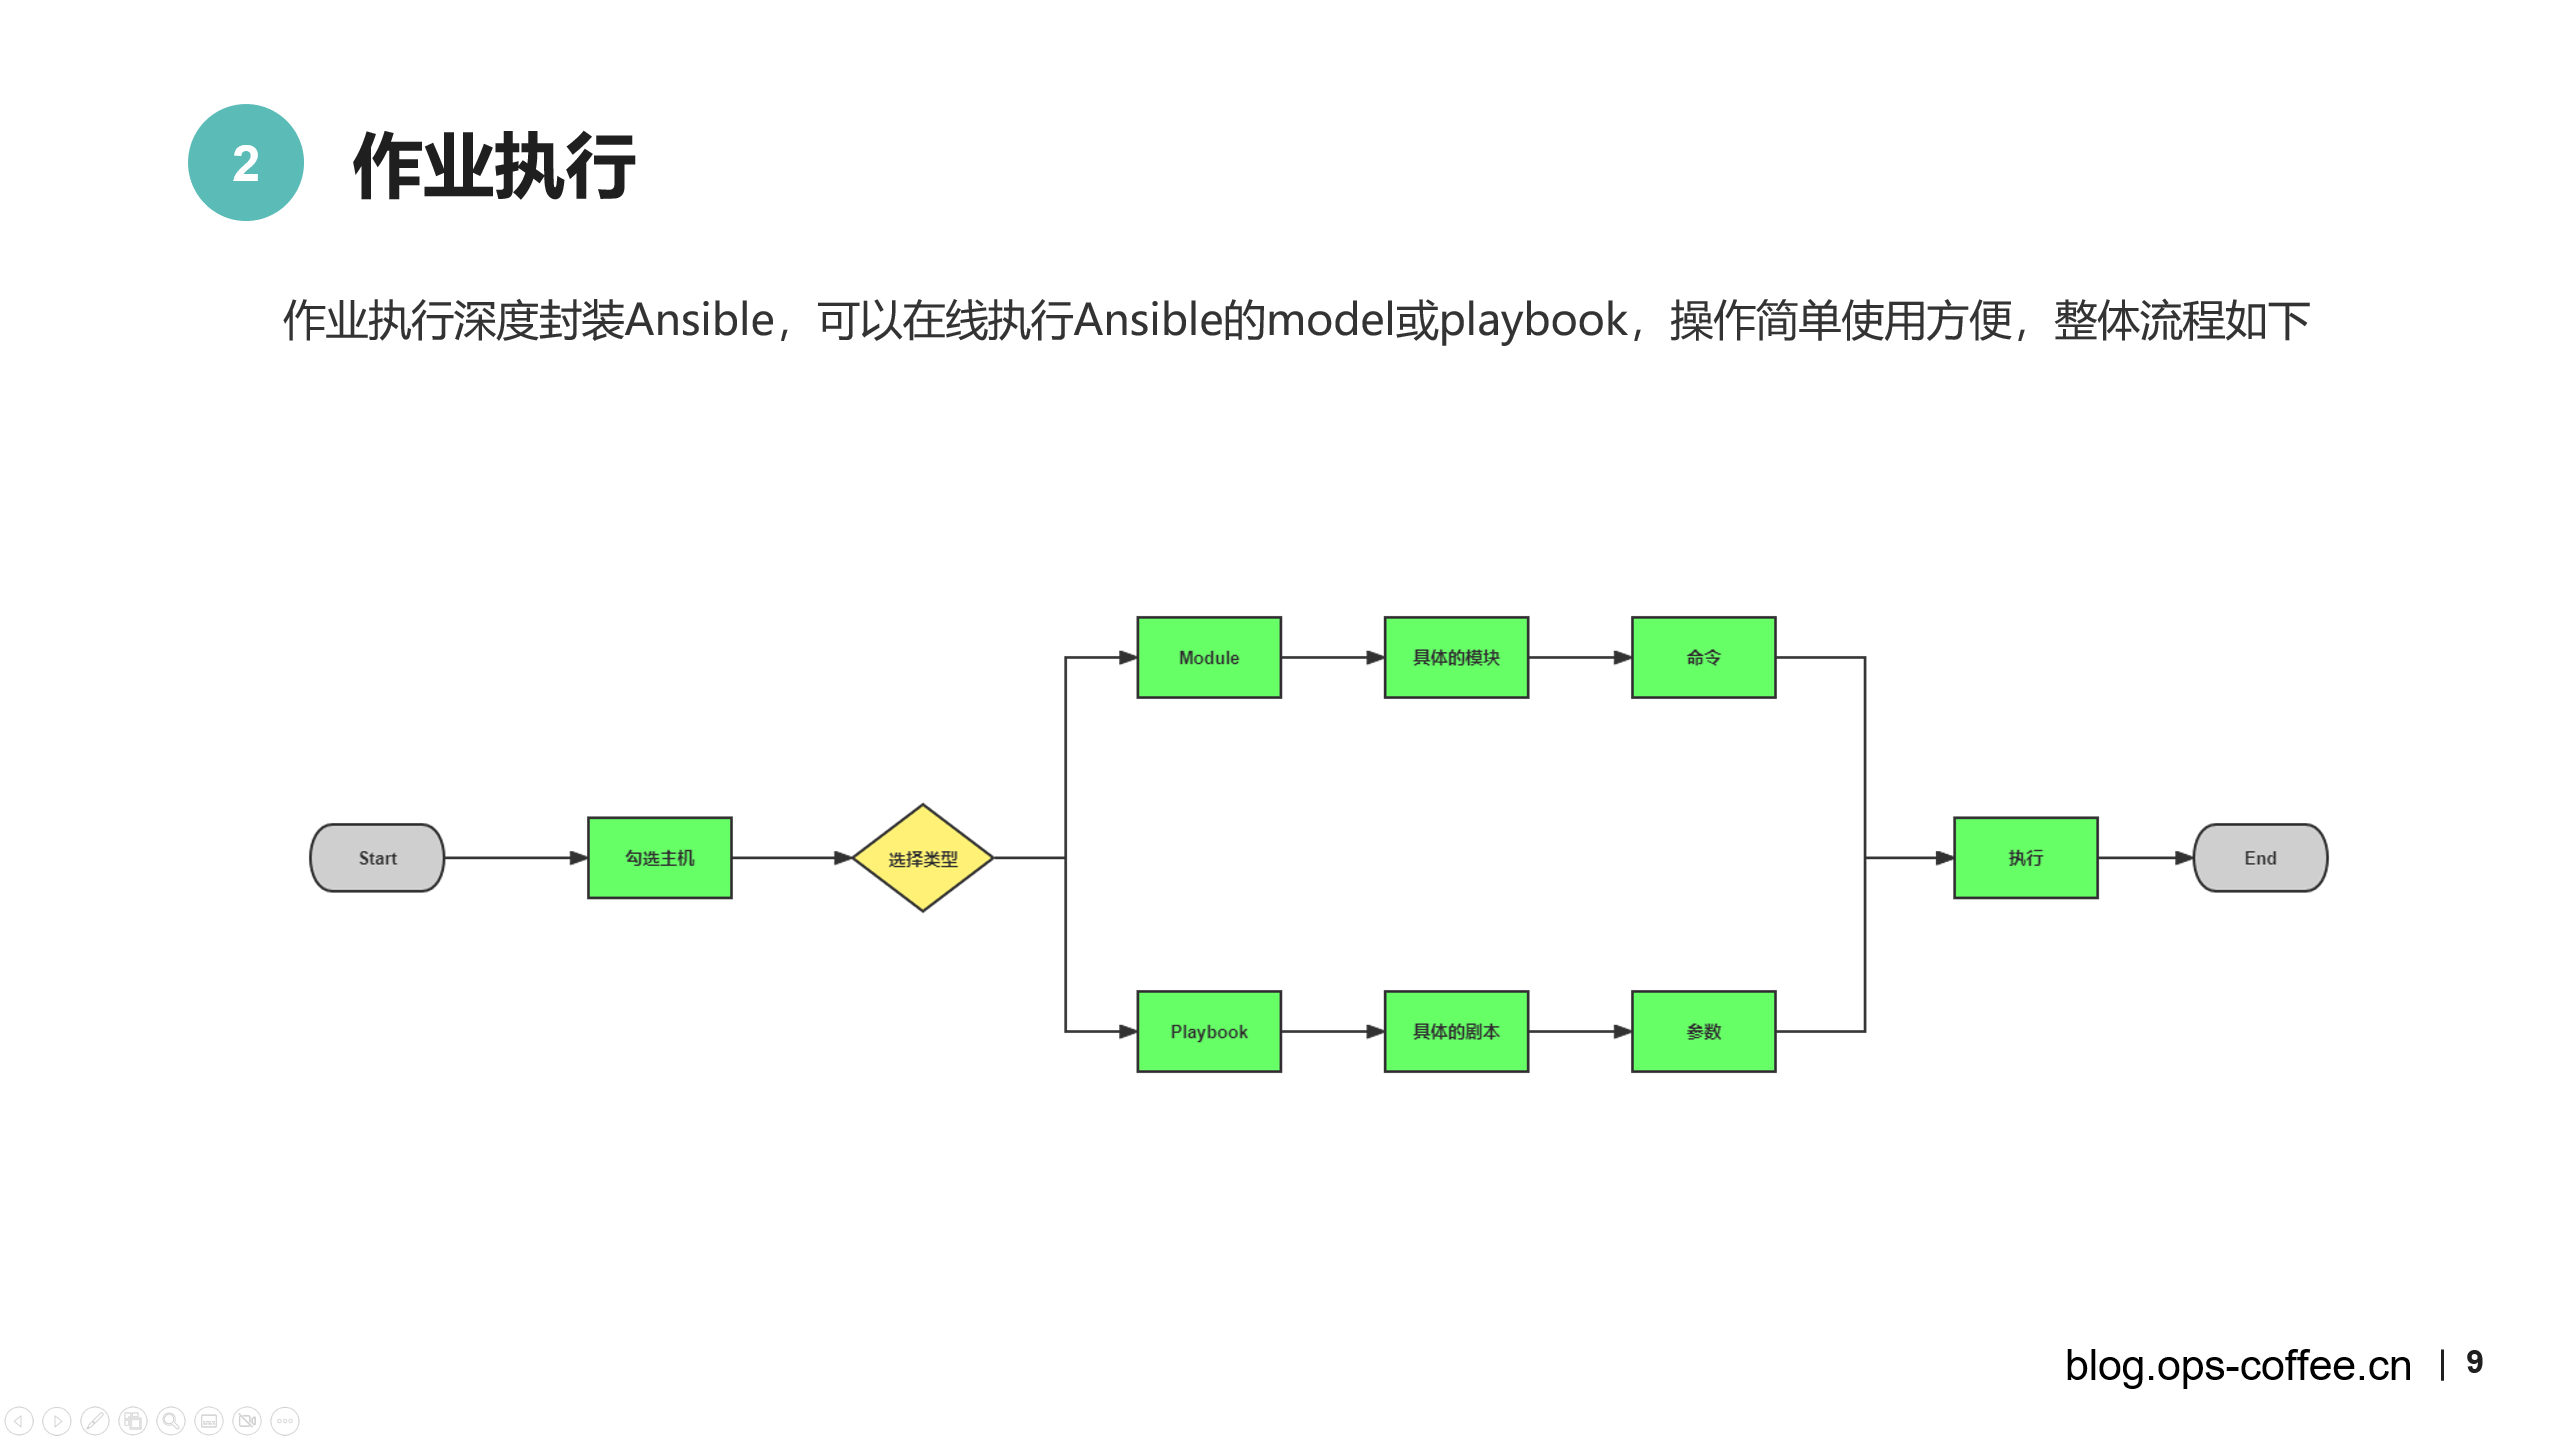 2
作业执行
作业执行深度封装Ansible，可以在线执行Ansible的model或playbook，操作简单使用方便，整体流程如下
Module
具体的模块
命令
Start
勾选主机
选择类型
执行
End
Playbook
具体的剧本
参数
blog.ops-coffee.cn | 9